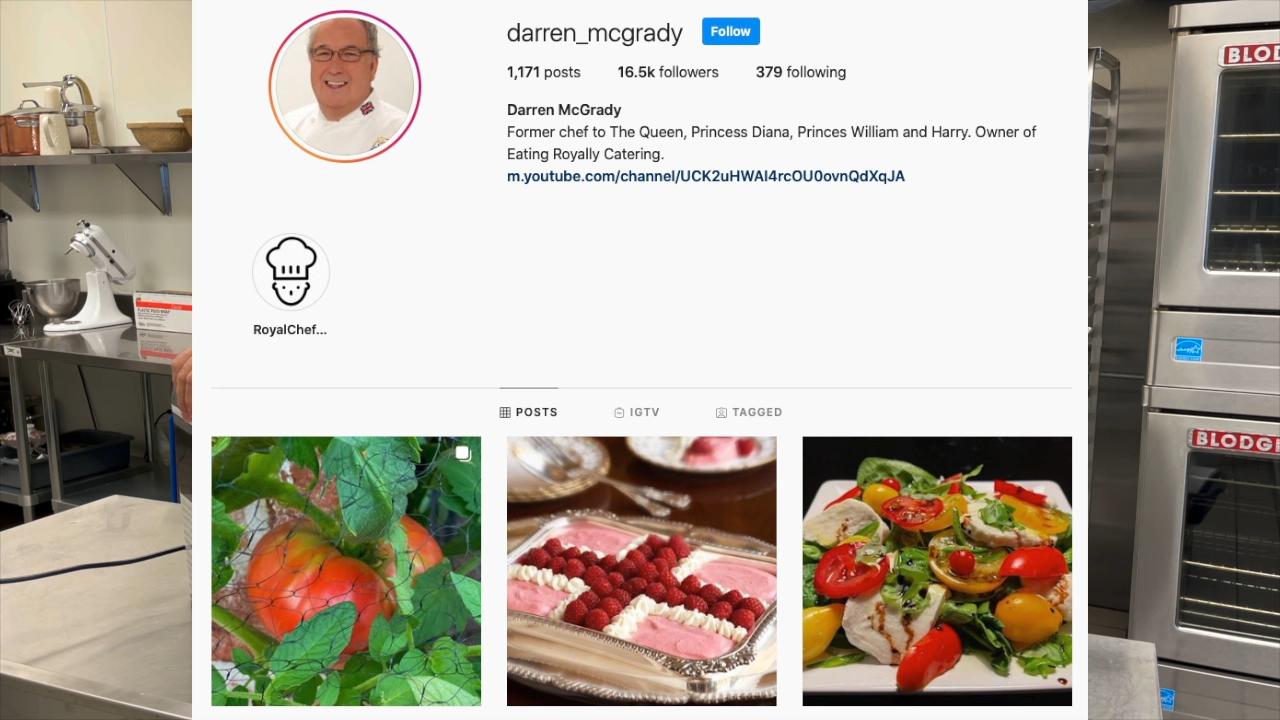 darren_mcgrady
Follow
1,171 posts
16.5k followers
379 following
Darren McGrady
Former chef to The Queen, Princess Diana, Princes William and Harry. Owner of
Eating Royally Catering.
m.youtube.com/channel/UCK2uHWAI4rcOU0ovnQdXqJA
RoyalChef...
POSTS
IGTV
TAGGED
BLOD
BLODG